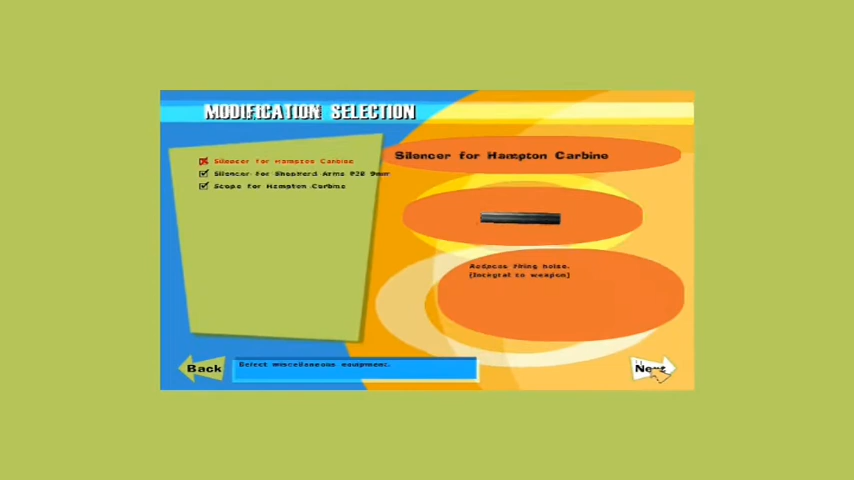 MODIFICATION SELECTION
Silencer for Hampton Carbine
Silencer for Shepherd Arms P2B 9mm
Scope for Hampton Carbine
Silencer for Hampton Carbine
Reduces firing noise.
[Integral to weapon]
Back
Select miscellaneous equipment.
Next